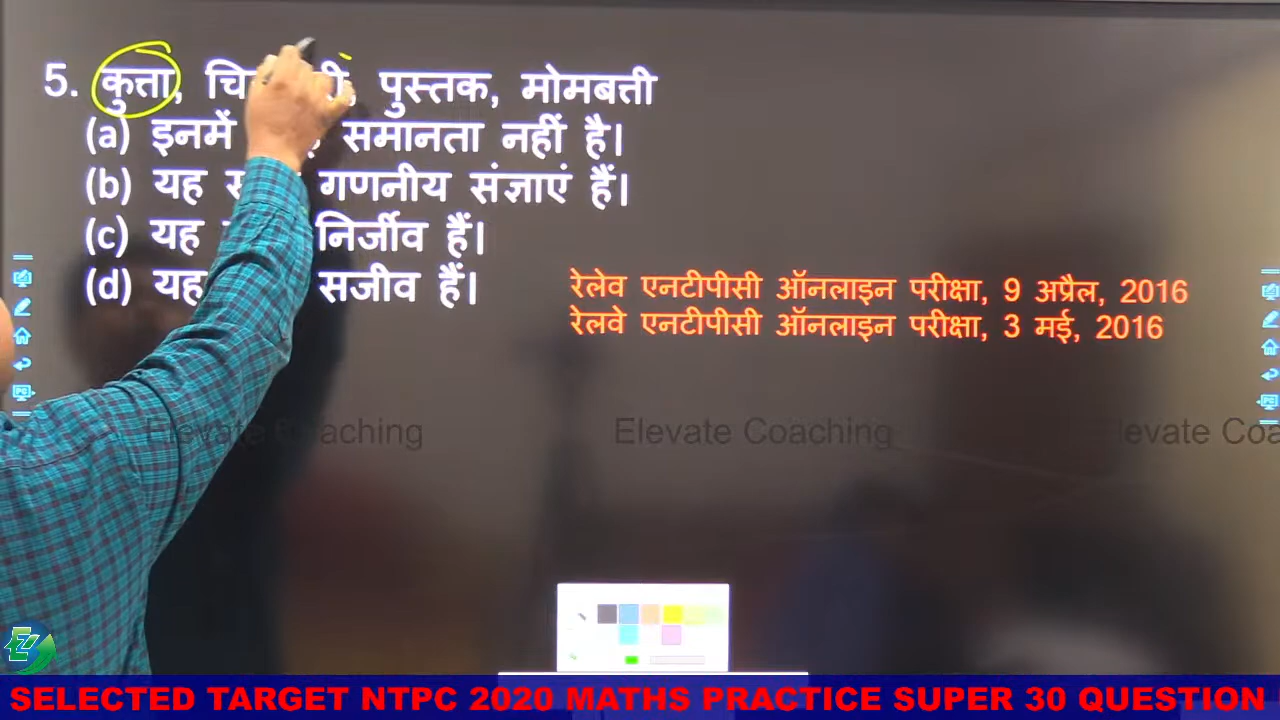 5. कुत्ता, पुस्तक, मोमबत्ती
(a) इनमें समानता नहीं है।
(b) यह गणनीय संज्ञाएं हैं।
(c) यह निर्जीव हैं।
(d) यह सजीव हैं।
रेलेव एनटीपीसी ऑनलाइन परीक्षा, 9 अप्रैल, 2016
रेलवे एनटीपीसी ऑनलाइन परीक्षा, 3 मई, 2016
Elevate Coaching Elevate Coaching
SELECTED TARGET NTPC 2020 MATHS PRACTICE SUPER 30 QUESTION